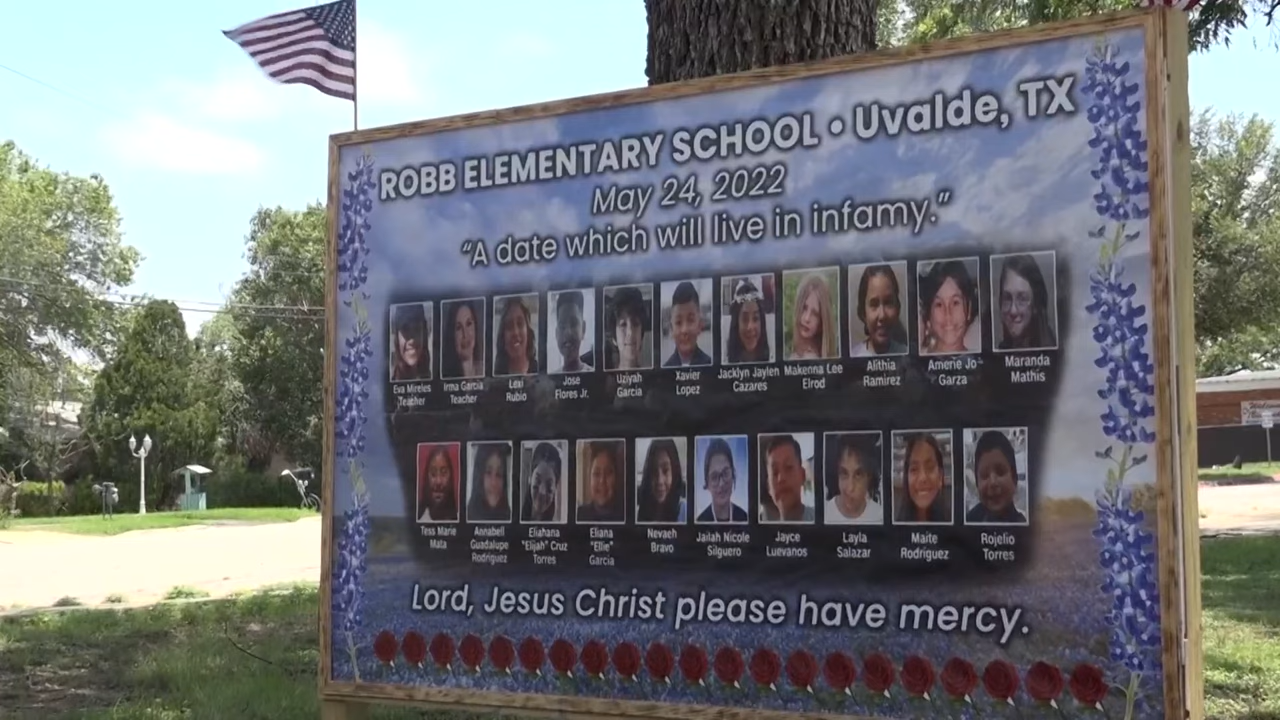 ROBB ELEMENTARY SCHOOL • Uvalde, TX
May 24, 2022
“A date which will live in infamy.”
Eva Mireles
Teacher
Irma Garcia
Teacher
Lexi
Rubio
Jose
Flores Jr.
Uziyah
Garcia
Xavier
Lopez
Jacklyn Jaylen
Cazares
Makenna Lee
Elrod
Alithia
Ramirez
Amerie Jo
Garza
Maranda
Mathis
Tess Marie
Mata
Annabell
Guadalupe
Rodriguez
Eliahana
"Elijah" Cruz
Torres
Eliana
"Ellie"
Garcia
Nevaeh
Bravo
Jailah Nicole
Silguero
Jayce
Luevanos
Layla
Salazar
Maite
Rodriguez
Rojelio
Torres
Lord, Jesus Christ please have mercy.